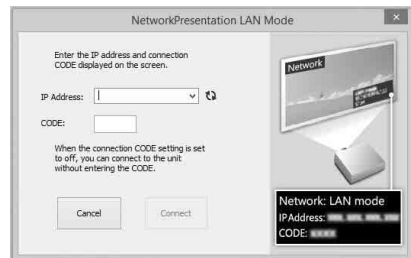 NetworkPresentation LAN Mode
Enter the IP address and connection
CODE displayed on the screen.
IP Address:
CODE:
When the connection CODE setting is set
to off, you can connect to the unit
without entering the CODE.
Cancel
Connect
Network
Network: LAN mode
IPAddress:
CODE: